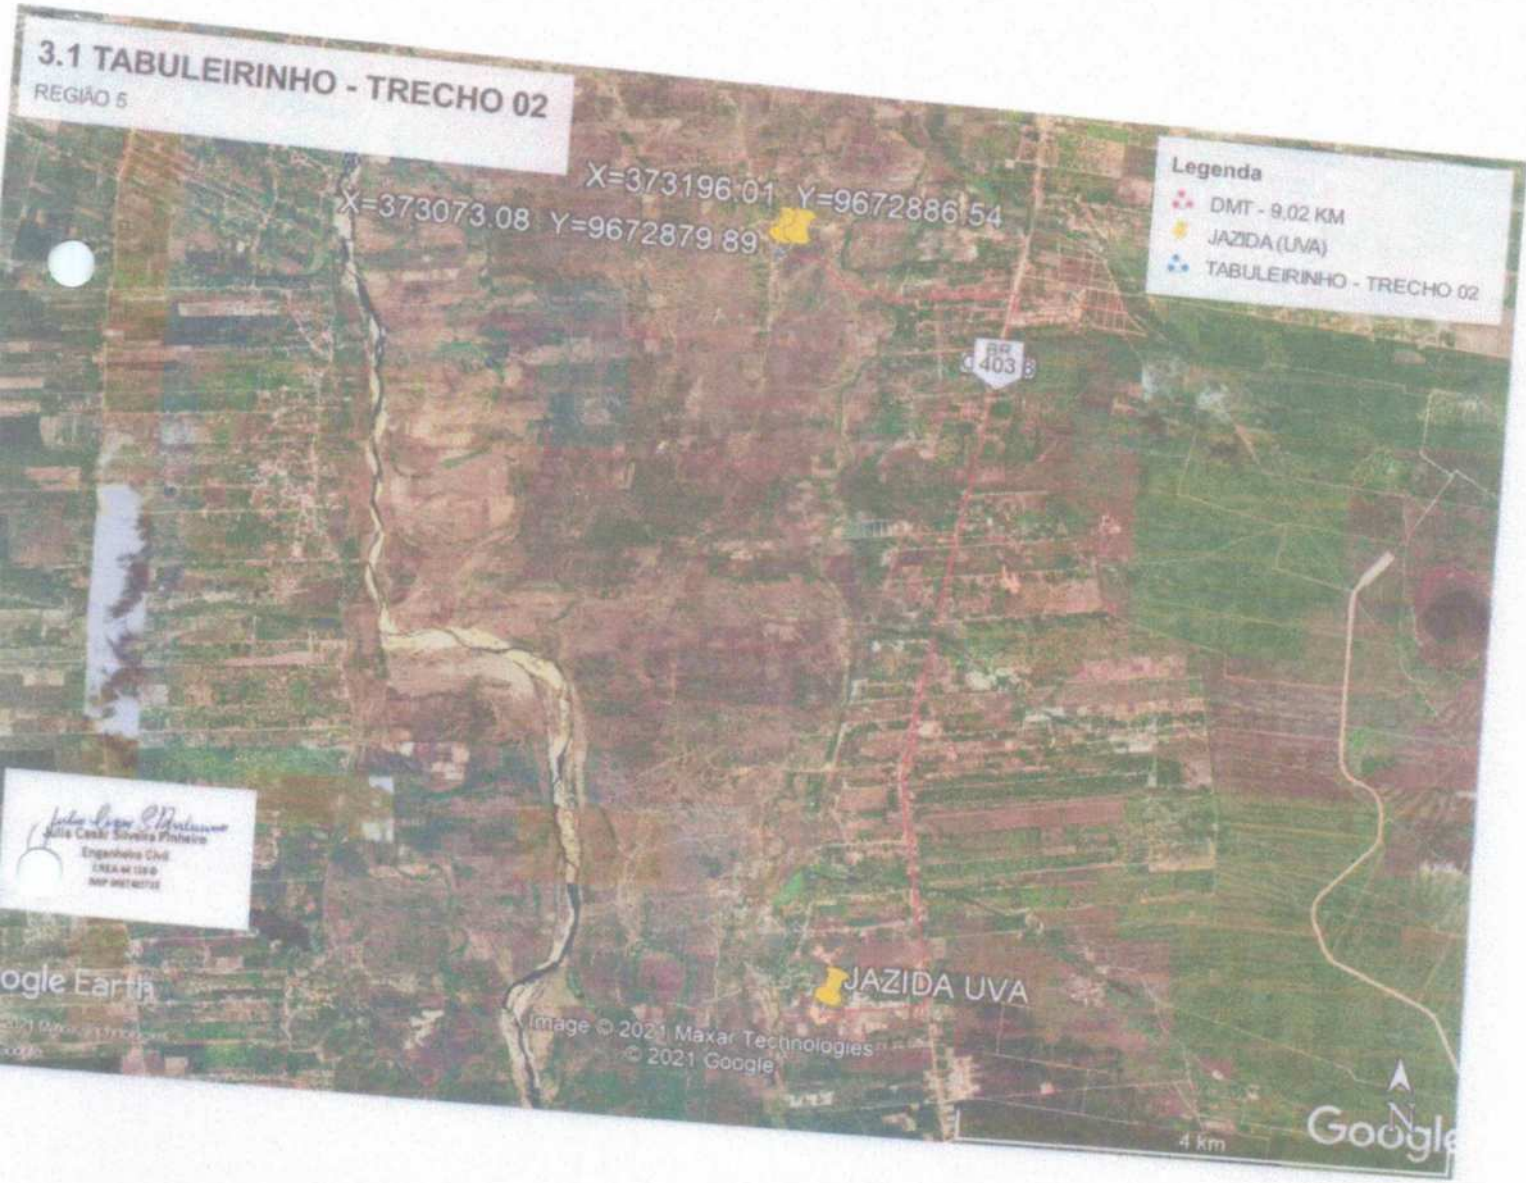 3.1 TABULEIRINHO - TRECHO 02
REGIÃO 5
X=373196.01 Y=9672886.54
X=373073.08 Y=9672879.89
Legenda
DMT - 9.02 KM
JAZIDA (UVA)
TABULEIRINHO - TRECHO 02
BR
403
Engenheiro Civil
JAZIDA UVA
ogle Earth
Image © 2021 Maxar Technologies
© 2021 Google
4 km
N
Google